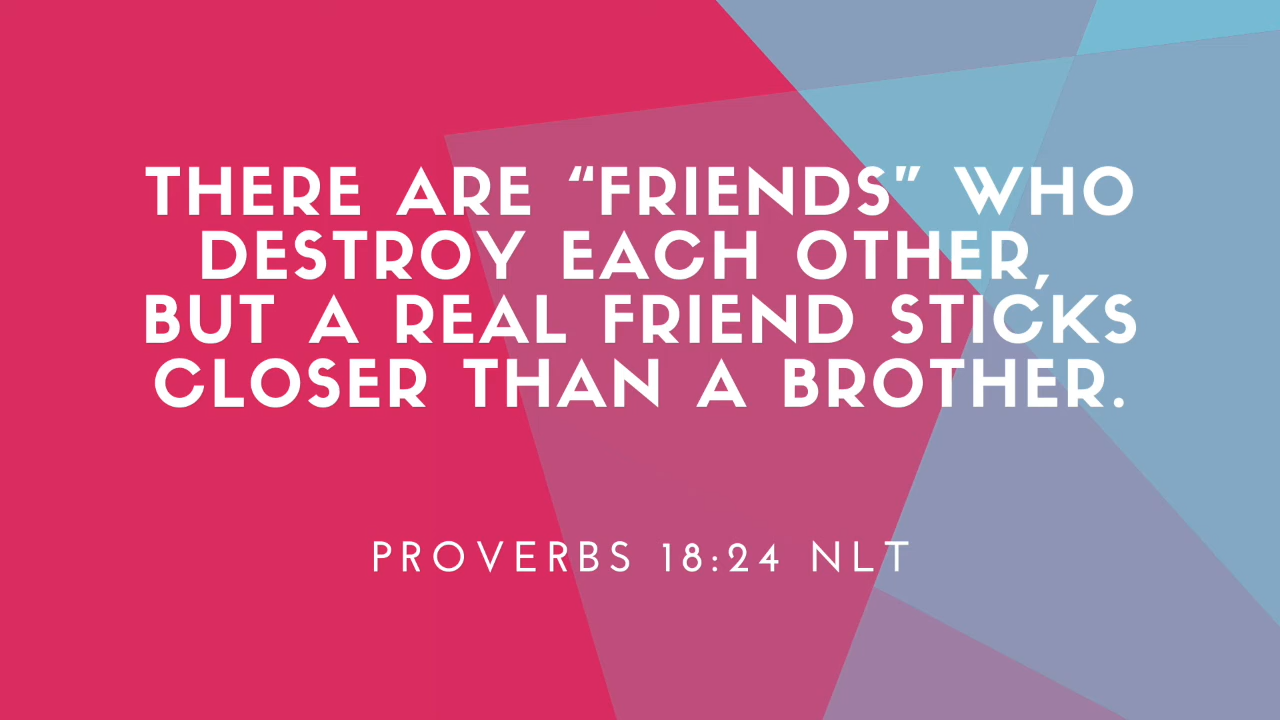 THERE ARE “FRIENDS” WHO
DESTROY EACH OTHER,
BUT A REAL FRIEND STICKS
CLOSER THAN A BROTHER.
PROVERBS 18:24 NLT